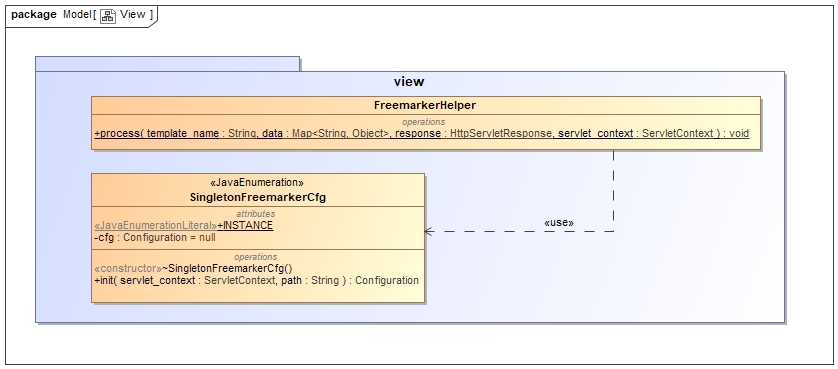 package Model[ View ]
view
FreemarkerHelper
operations
+process( template_name : String, data : Map<String, Object>, response : HttpServletResponse, servlet_context : ServletContext ) : void
«JavaEnumeration»
SingletonFreemarkerCfg
attributes
«JavaEnumerationLiteral»+INSTANCE
-cfg : Configuration = null
«use»
operations
«constructor»~SingletonFreemarkerCfg()
+init( servlet_context : ServletContext, path : String ) : Configuration